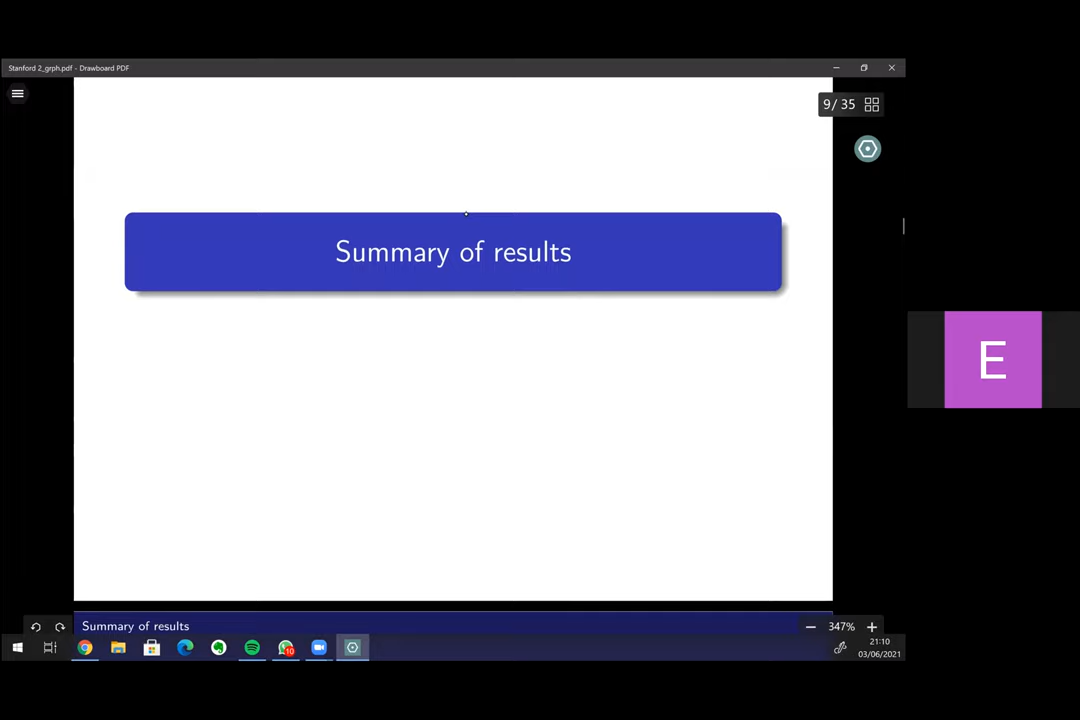 Stanford 2_grph.pdf - Drawboard PDF
9/ 35
Summary of results
E
Summary of results
347%
10
21:10
03/06/2021